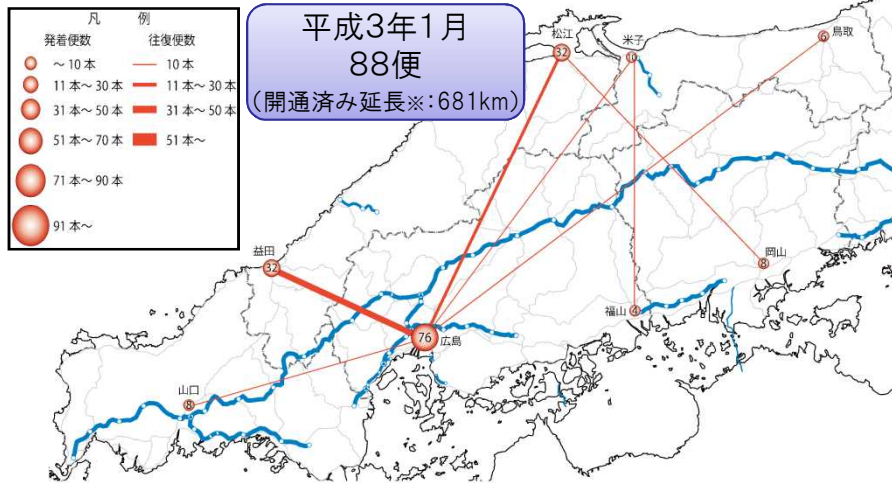 凡 例
発着便数 往復便数
～10本 10本
11本～30本 11本～30本
31本～50本 31本～50本
51本～70本 51本～
71本～90本
91本～
平成3年1月
88便
(開通済み延長※:681km)
松江
32
米子
10
6 鳥取
益田
32
岡山
8
福山 4
76 広島
山口
8